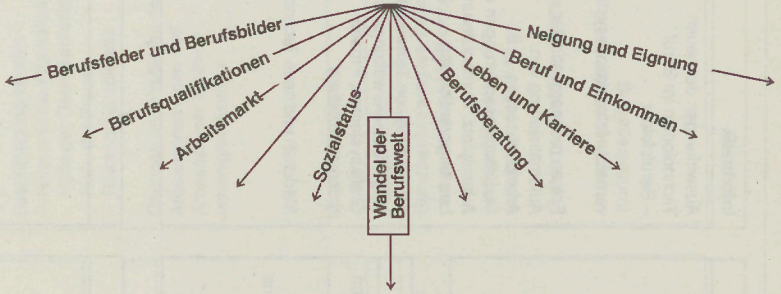 Berufsfelder und Berufsbilder
Berufsqualifikationen
Arbeitsmarkt
Sozialstatus
Wandel der
Berufswelt
Berufsberatung
Leben und Karriere
Beruf und Einkommen
Neigung und Eignung